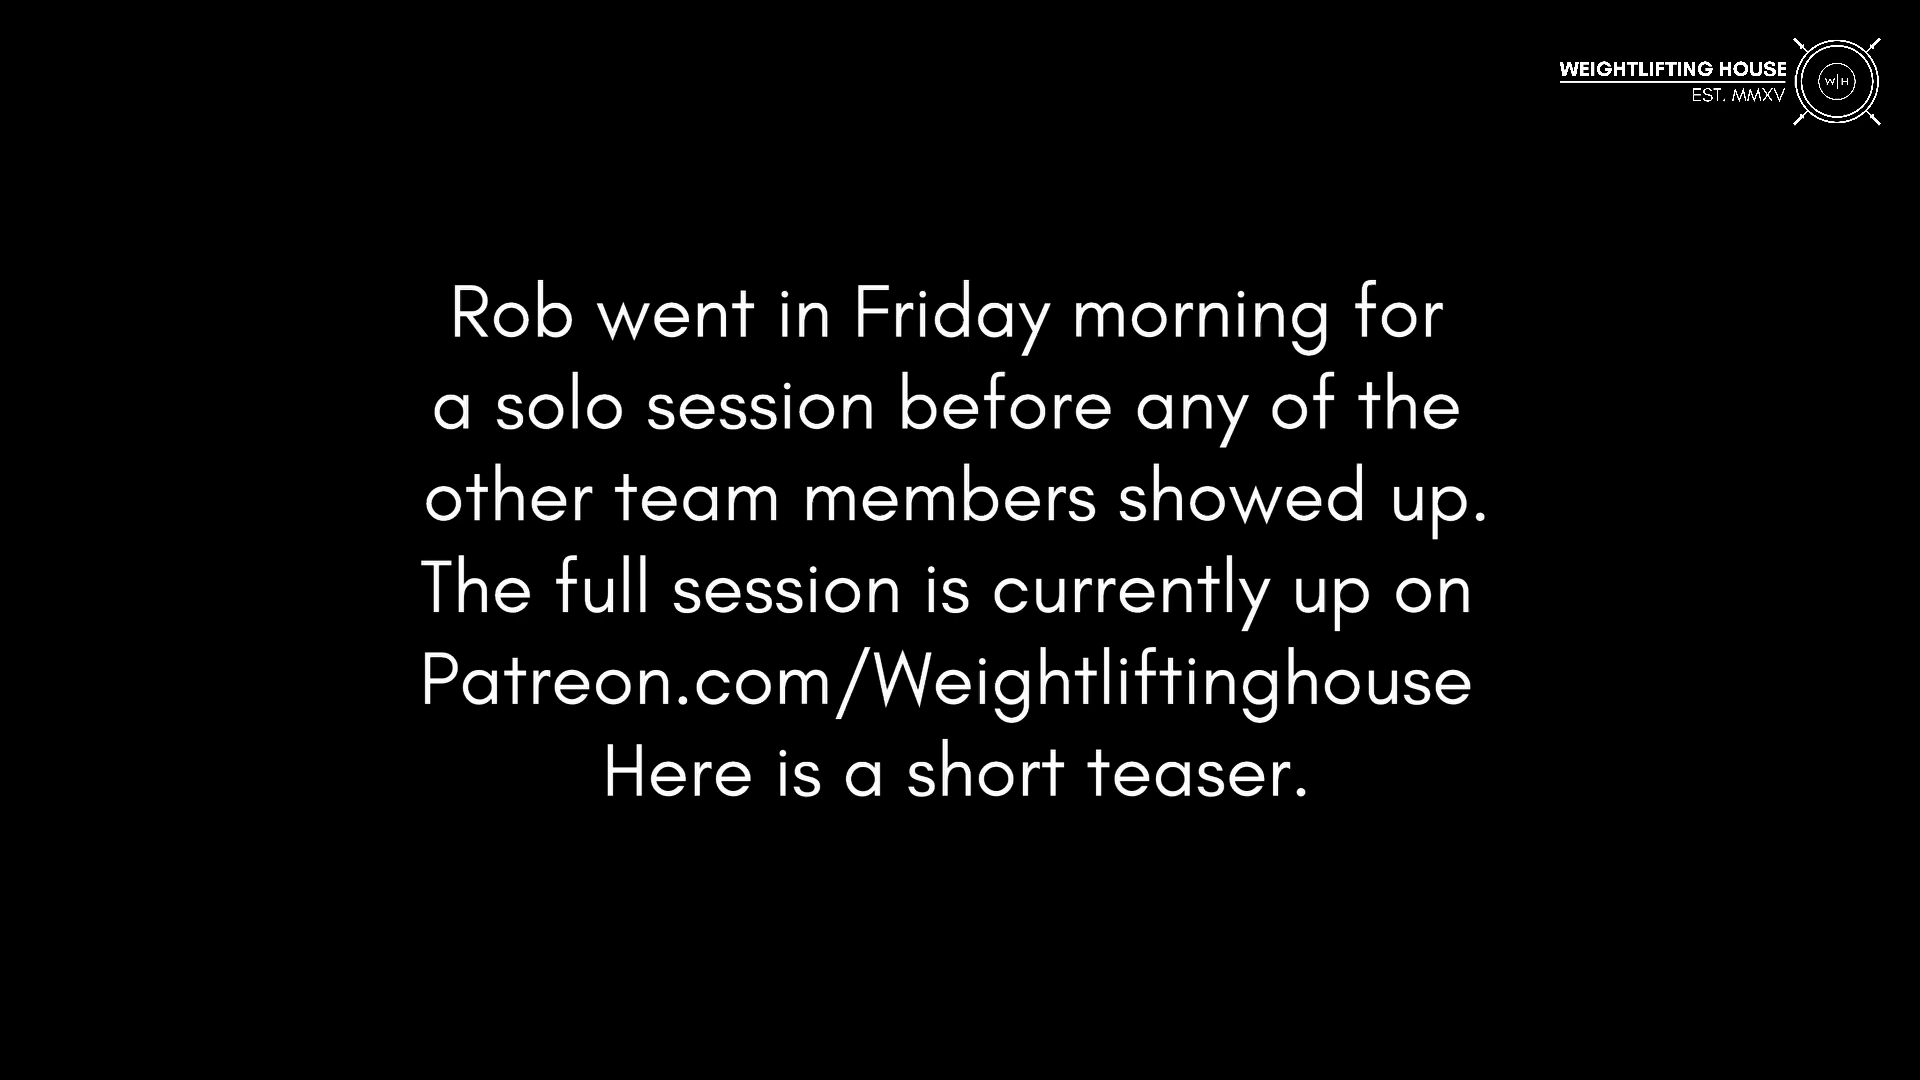 WEIGHTLIFTING HOUSE
EST. MMXV
W|H
Rob went in Friday morning for
a solo session before any of the
other team members showed up.
The full session is currently up on
Patreon.com/Weightliftinghouse
Here is a short teaser.